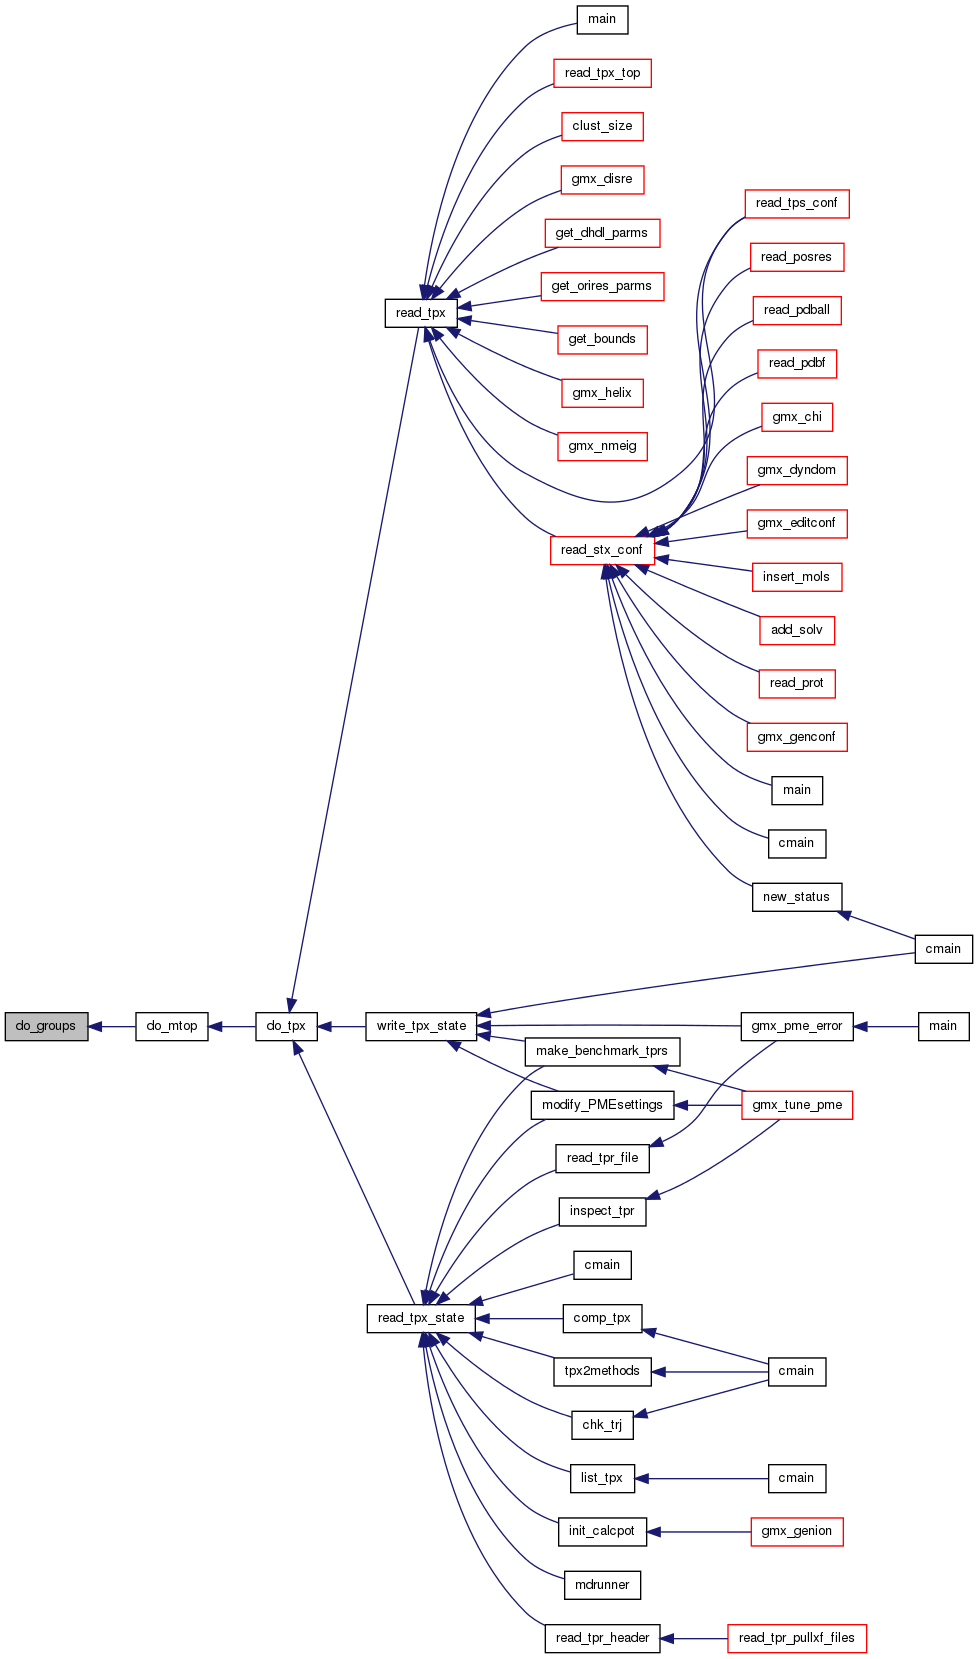 main
read_tpx_top
clust_size
gmx_disre
read_tps_conf
get_dhdl_parms
read_posres
get_orires_parms
read_tpx
read_pdball
get_bounds
read_pdbf
gmx_helix
gmx_chi
gmx_nmeig
gmx_dyndom
gmx_editconf
read_stx_conf
insert_mols
add_solv
read_prot
gmx_genconf
main
cmain
new_status
cmain
do_groups
do_mtop
do_tpx
write_tpx_state
gmx_pme_error
main
make_benchmark_tprs
modify_PMEsettings
gmx_tune_pme
read_tpr_file
inspect_tpr
cmain
read_tpx_state
comp_tpx
tpx2methods
cmain
chk_trj
list_tpx
cmain
init_calcpot
gmx_genion
mdrunner
read_tpr_header
read_tpr_pullxf_files